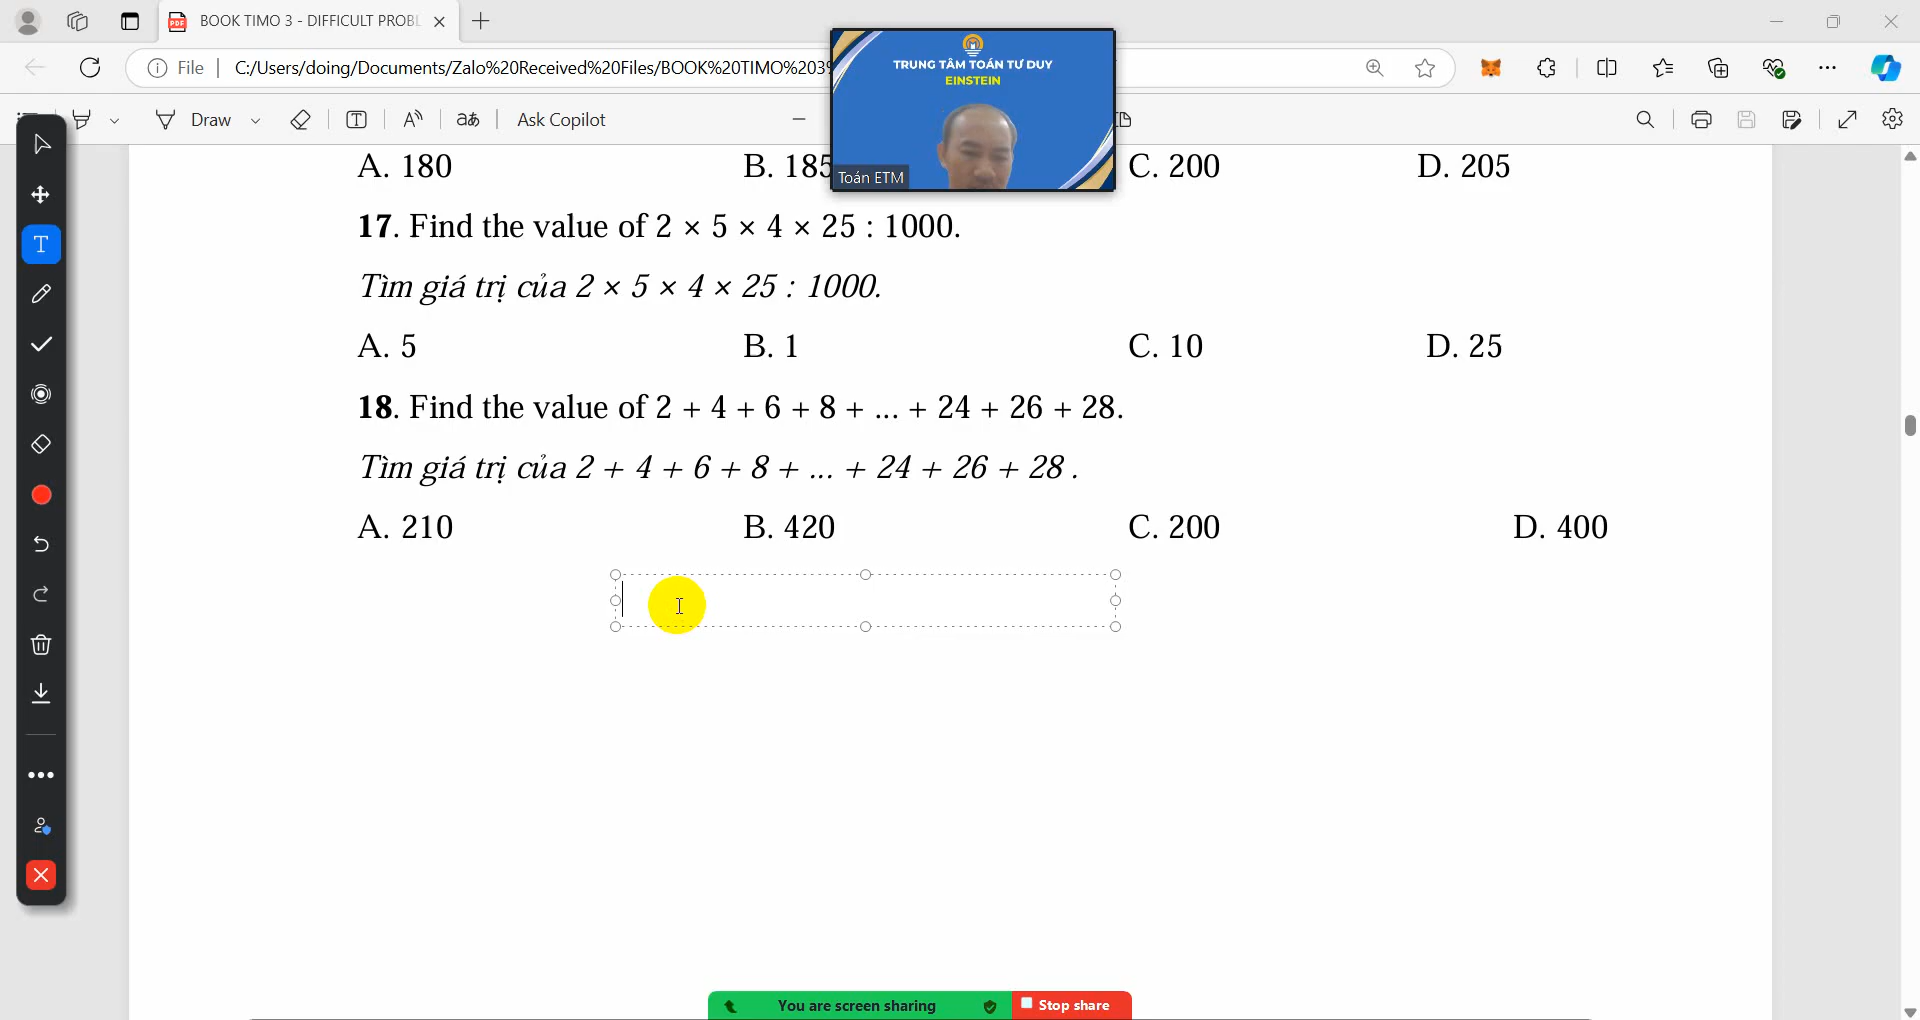 BOOK TIMO 3 - DIFFICULT PROBL
File
C:/Users/doing/Documents/Zalo%20Received%20Files/BOOK%20TIMO%203
TRUNG TÂM TOÁN TƯ DUY
EINSTEIN
Toán ETM
Draw
aあ
Ask Copilot
A. 180 B. 185 C. 200 D. 205
17. Find the value of 2 × 5 × 4 × 25 : 1000.
Tìm giá trị của 2 × 5 × 4 × 25 : 1000.
A. 5 B. 1 C. 10 D. 25
18. Find the value of 2 + 4 + 6 + 8 + ... + 24 + 26 + 28.
Tìm giá trị của 2 + 4 + 6 + 8 + ... + 24 + 26 + 28 .
A. 210 B. 420 C. 200 D. 400
You are screen sharing
Stop share